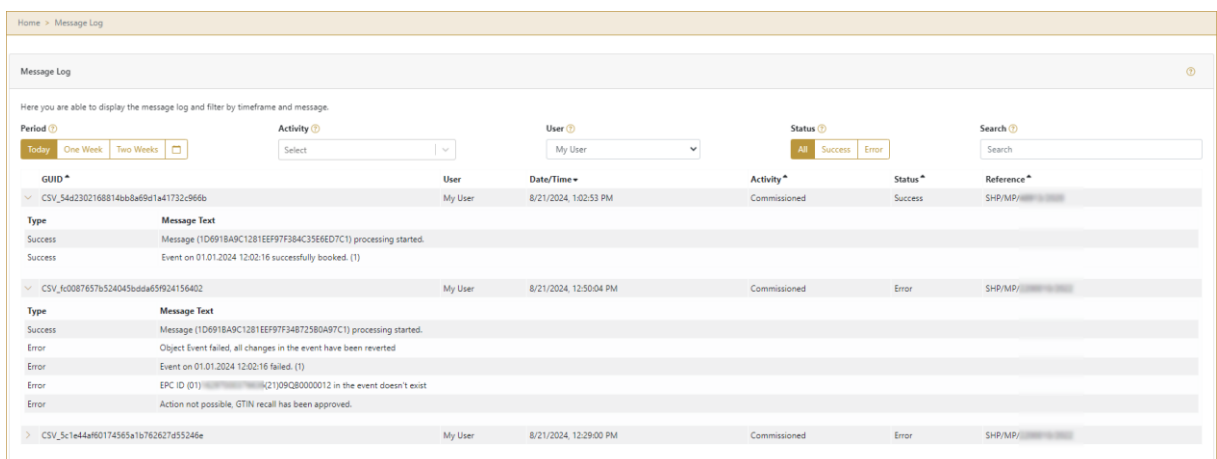 Home > Message Log
Message Log
Here you are able to display the message log and filter by timeframe and message.
Period Activity User Status Search
Today One Week Two Weeks Select My User All Success Error Search
GUID User Date/Time Activity Status Reference
CSV_54d2302168814bb8a69d1a41732c966b My User 8/21/2024, 1:02:53 PM Commissioned Success SHP/MP/
Type Message Text
Success Message (1D691BA9C1281EEF97F384C35E6ED7C1) processing started.
Success Event on 01.01.2024 12:02:16 successfully booked. (1)
CSV_fc0087657b524045bdda65f924156402 My User 8/21/2024, 12:50:04 PM Commissioned Error SHP/MP/
Type Message Text
Success Message (1D691BA9C1281EEF97F34B725B0A97C1) processing started.
Error Object Event failed, all changes in the event have been reverted
Error Event on 01.01.2024 12:02:16 failed. (1)
Error EPC ID (01) (21)09QB0000012 in the event doesn't exist
Error Action not possible, GTIN recall has been approved.
CSV_5c1e44af60174565a1b762627d55246e My User 8/21/2024, 12:29:00 PM Commissioned Error SHP/MP/